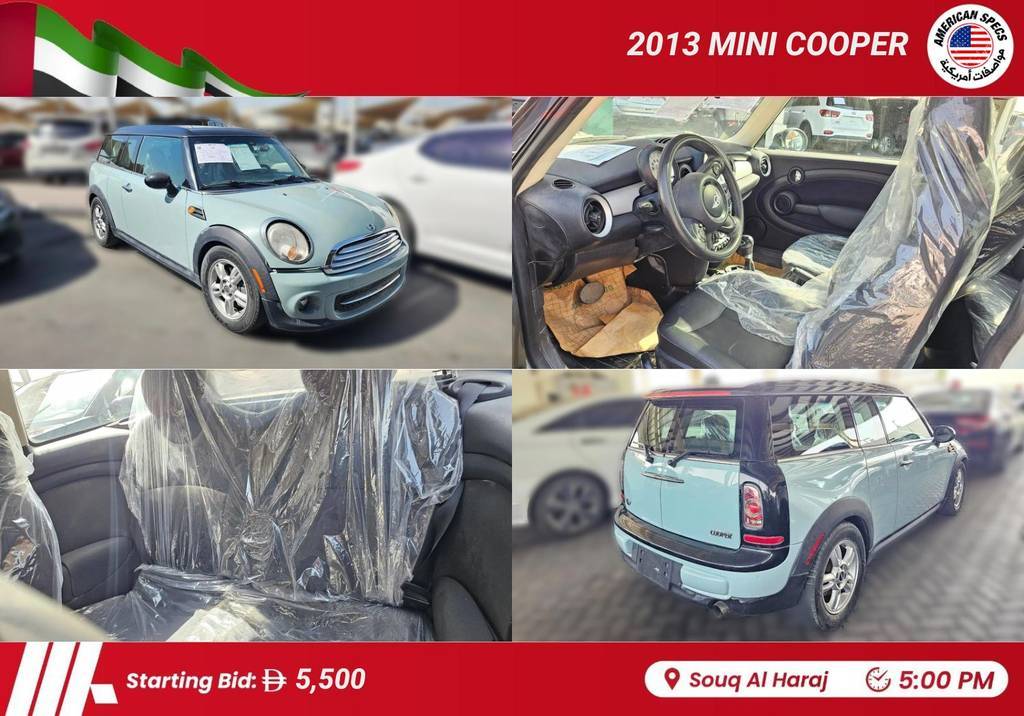 2013 MINI COOPER
AMERICAN SPECS
مواصفات أمريكية
COOPER
Starting Bid: 5,500
Souq Al Haraj
5:00 PM